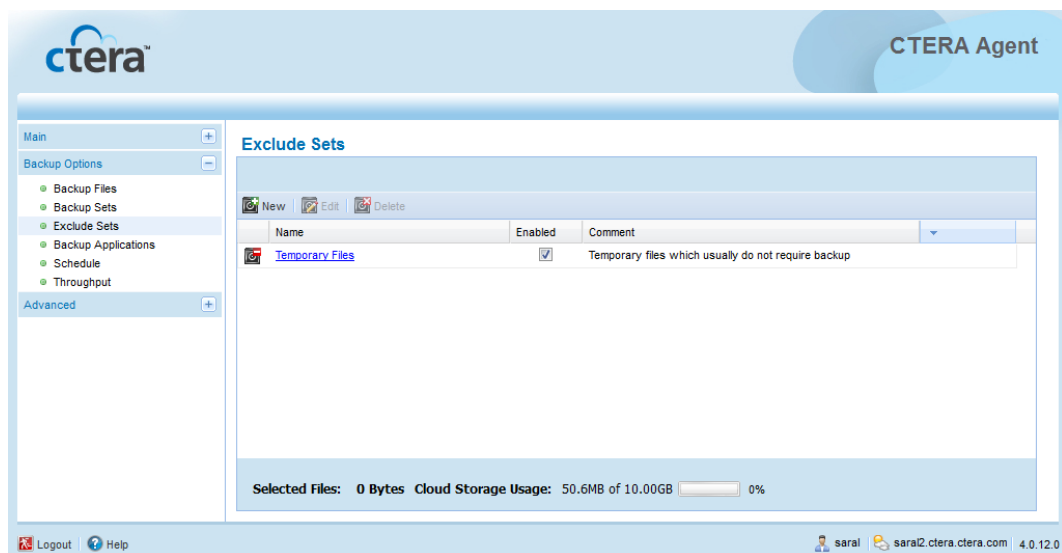 ctera™
CTERA Agent
Main
Backup Options
Backup Files
Backup Sets
Exclude Sets
Backup Applications
Schedule
Throughput
Advanced
Exclude Sets
New Edit Delete
Name Enabled Comment
Temporary Files Temporary files which usually do not require backup
Selected Files: 0 Bytes Cloud Storage Usage: 50.6MB of 10.00GB 0%
Logout Help saral saral2.ctera.ctera.com 4.0.12.0